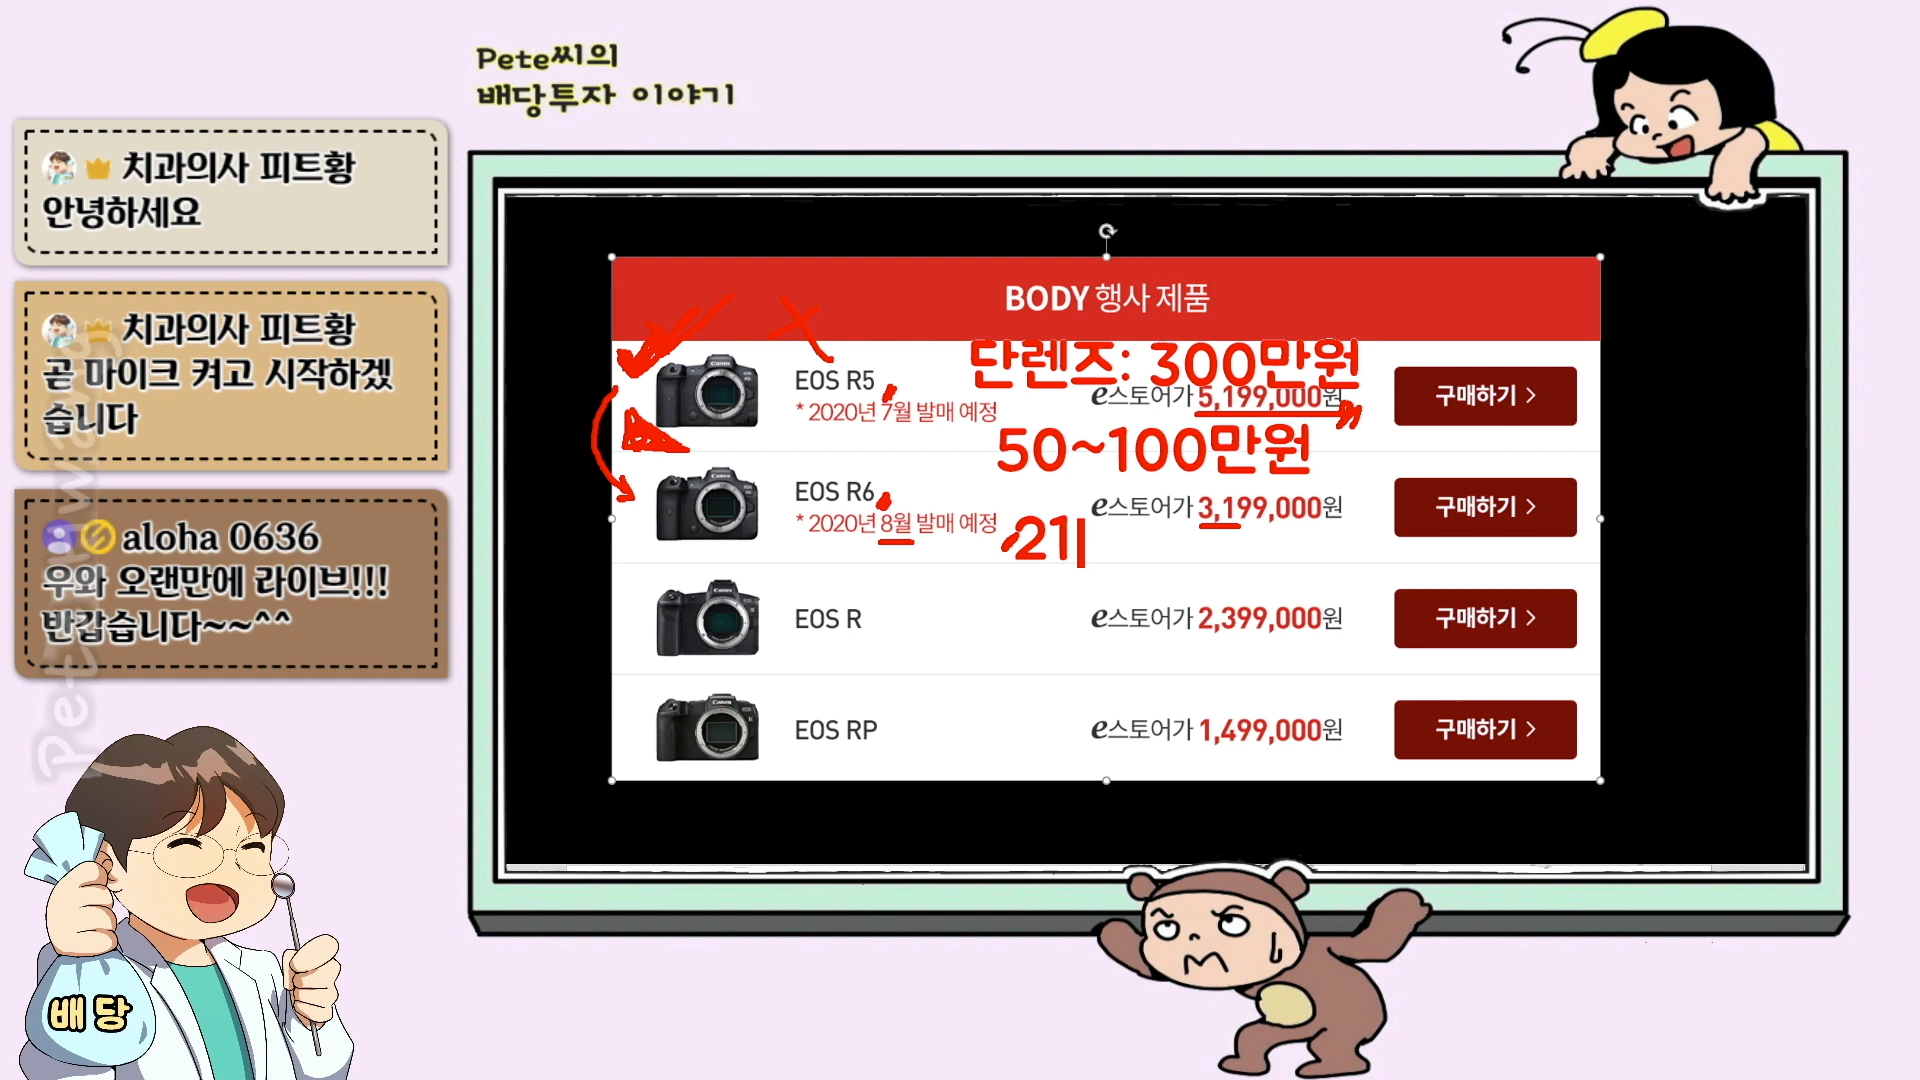 Pete씨의
배당투자 이야기
치과의사 피트황
안녕하세요
치과의사 피트황
곧 마이크 켜고 시작하겠
습니다
aloha 0636
우와 오랜만에 라이브!!!
반갑습니다~~^^
Petehwang
배당
BODY 행사 제품
단렌즈: 300만원
EOS R5
* 2020년 7월 발매 예정
e스토어가 5,199,000원
구매하기 >
50~100만원
EOS R6
* 2020년 8월 발매 예정
21
e스토어가 3,199,000원
구매하기 >
EOS R
e스토어가 2,399,000원
구매하기 >
EOS RP
e스토어가 1,499,000원
구매하기 >